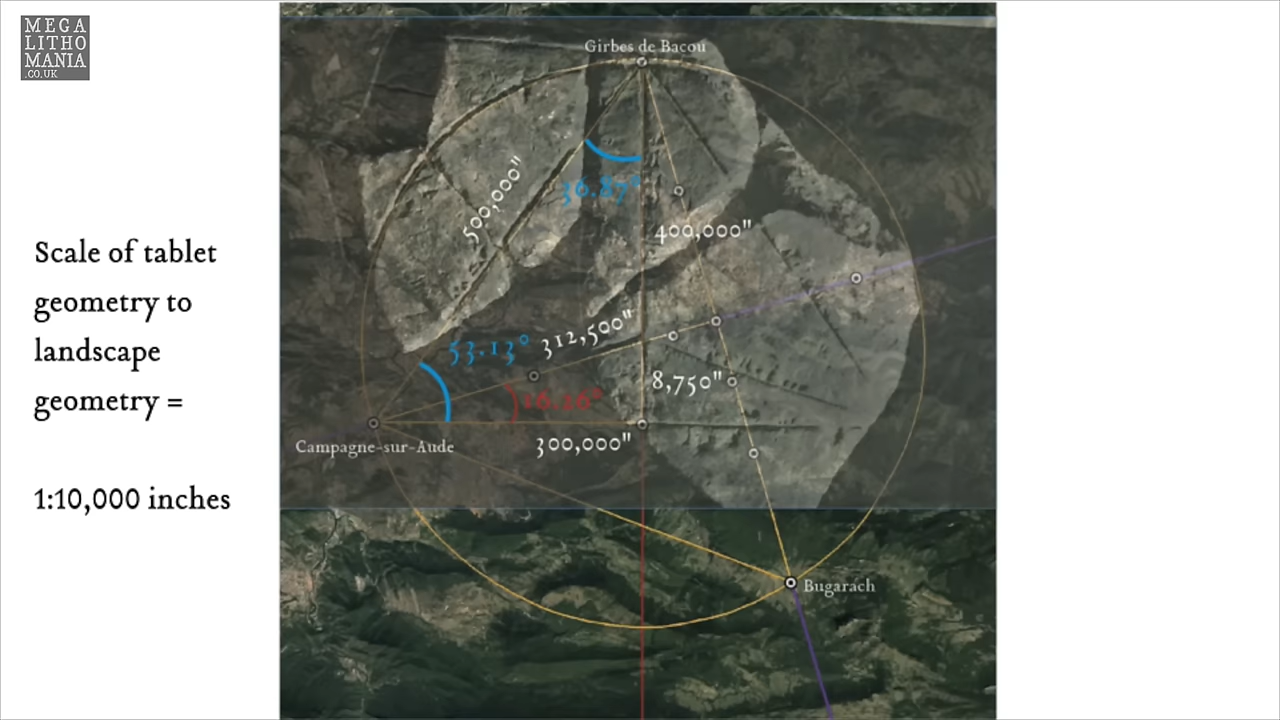 MEGA
LITHO
MANIA
.CO.UK
Girbes de Bacou
500,000"
36.87°
400,000"
Scale of tablet
geometry to
landscape
geometry =
1:10,000 inches
53.13°
312,500"
8,750"
16.26°
Campagne-sur-Aude
300,000"
Bugarach